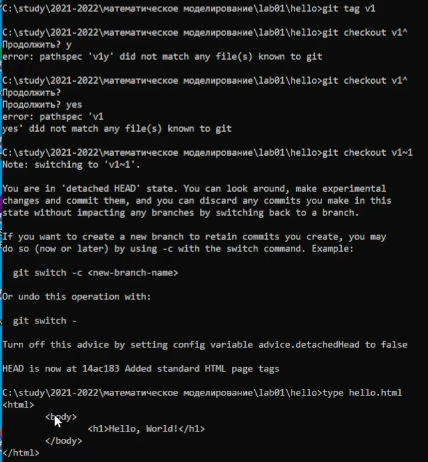 C:\study\2021-2022\математическое моделирование\lab01\hello>git tag v1
C:\study\2021-2022\математическое моделирование\lab01\hello>git checkout v1^
Продолжить? y
error: pathspec 'v1y' did not match any file(s) known to git
C:\study\2021-2022\математическое моделирование\lab01\hello>git checkout v1^
Продолжить?
Продолжить? yes
error: pathspec 'v1
yes' did not match any file(s) known to git
C:\study\2021-2022\математическое моделирование\lab01\hello>git checkout v1~1
Note: switching to 'v1~1'.
You are in 'detached HEAD' state. You can look around, make experimental
changes and commit them, and you can discard any commits you make in this
state without impacting any branches by switching back to a branch.
If you want to create a new branch to retain commits you create, you may
do so (now or later) by using -c with the switch command. Example:
git switch -c <new-branch-name>
Or undo this operation with:
git switch -
Turn off this advice by setting config variable advice.detachedHead to false
HEAD is now at 14ac183 Added standard HTML page tags
C:\study\2021-2022\математическое моделирование\lab01\hello>type hello.html
<html>
<body>
<h1>Hello, World!</h1>
</body>
</html>